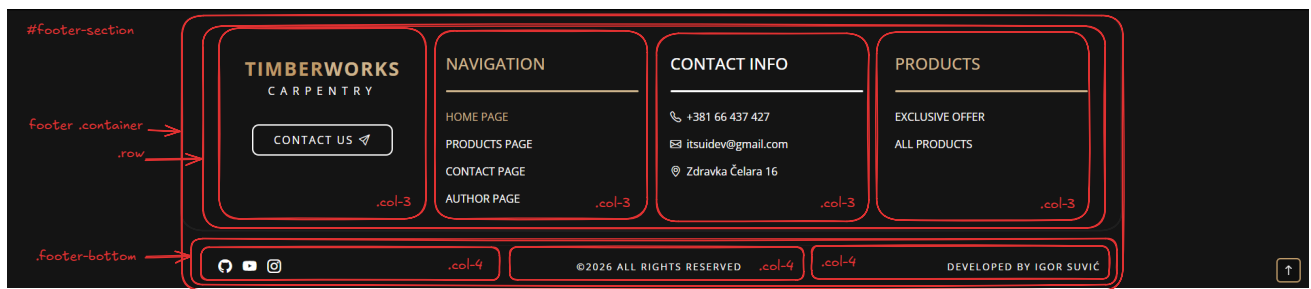 #footer-section
footer .container
.row
.footer-bottom
TIMBERWORKS
CARPENTRY
CONTACT US
.col-3
NAVIGATION
HOME PAGE
PRODUCTS PAGE
CONTACT PAGE
AUTHOR PAGE
.col-3
CONTACT INFO
+381 66 437 427
itsuidev@gmail.com
Zdravka Čelara 16
.col-3
PRODUCTS
EXCLUSIVE OFFER
ALL PRODUCTS
.col-3
.col-4
©2026 ALL RIGHTS RESERVED
.col-4
.col-4
DEVELOPED BY IGOR SUVIĆ